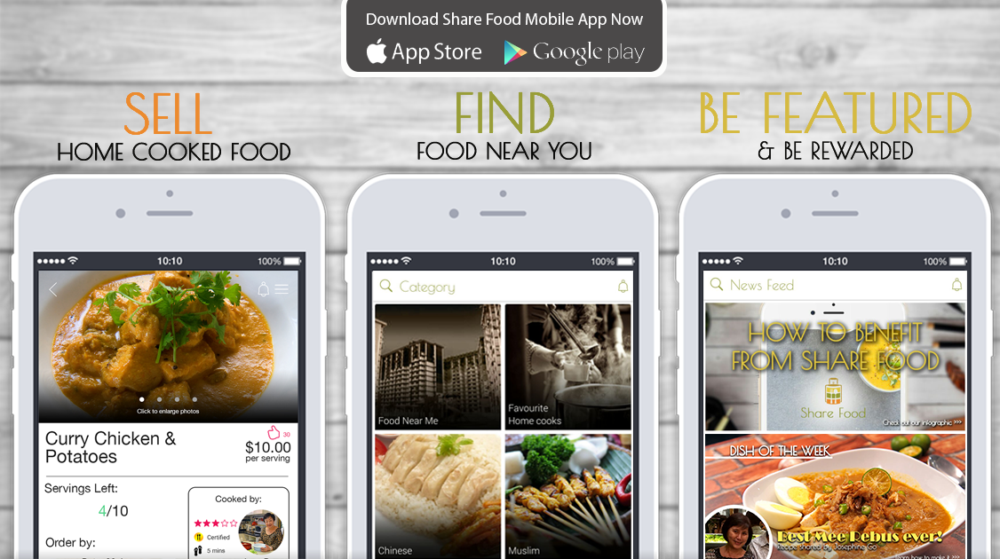 Download Share Food Mobile App Now
App Store
Google play
SELL
HOME COOKED FOOD
FIND
FOOD NEAR YOU
BE FEATURED
& BE REWARDED
10:10
100%
Click to enlarge photos
Curry Chicken &
Potatoes
30
$10.00
per serving
Servings Left:
4/10
Order by:
Cooked by:
Certified
5 mins
10:10
100%
Category
Food Near Me
Favourite
Home cooks
Chinese
Muslim
10:10
100%
News Feed
HOW TO BENEFIT
FROM SHARE FOOD
Share Food
Check out our infographic >>>
DISH OF THE WEEK
Best Mee Rebus ever!
Recipe shared by Josephine Go
Learn how to make it >>>